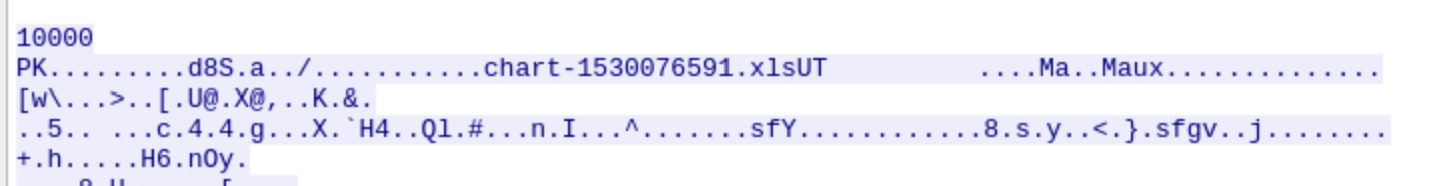 10000
PK.........d8S.a../...........chart-1530076591.xlsUT          ....Ma..Maux..............
[w\...>..[.U@.X@,..K.&.
..5.. ...c.4.4.g...X.`H4..Ql.#...n.I...^.......sfY............8.s.y..<.}.sfgv..j........
+.h.....H6.nOy.